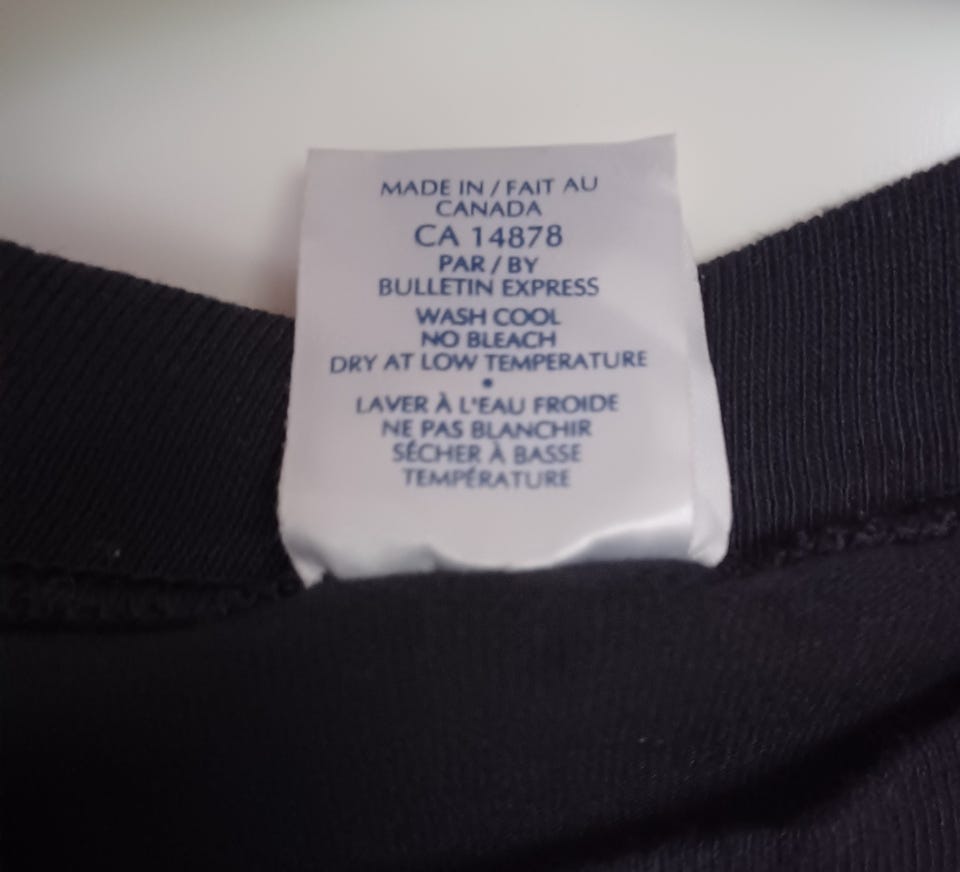 MADE IN / FAIT AU
CANADA
CA 14878
PAR / BY
BULLETIN EXPRESS
WASH COOL
NO BLEACH
DRY AT LOW TEMPERATURE
•
LAVER À L'EAU FROIDE
NE PAS BLANCHIR
SÉCHER À BASSE
TEMPÉRATURE